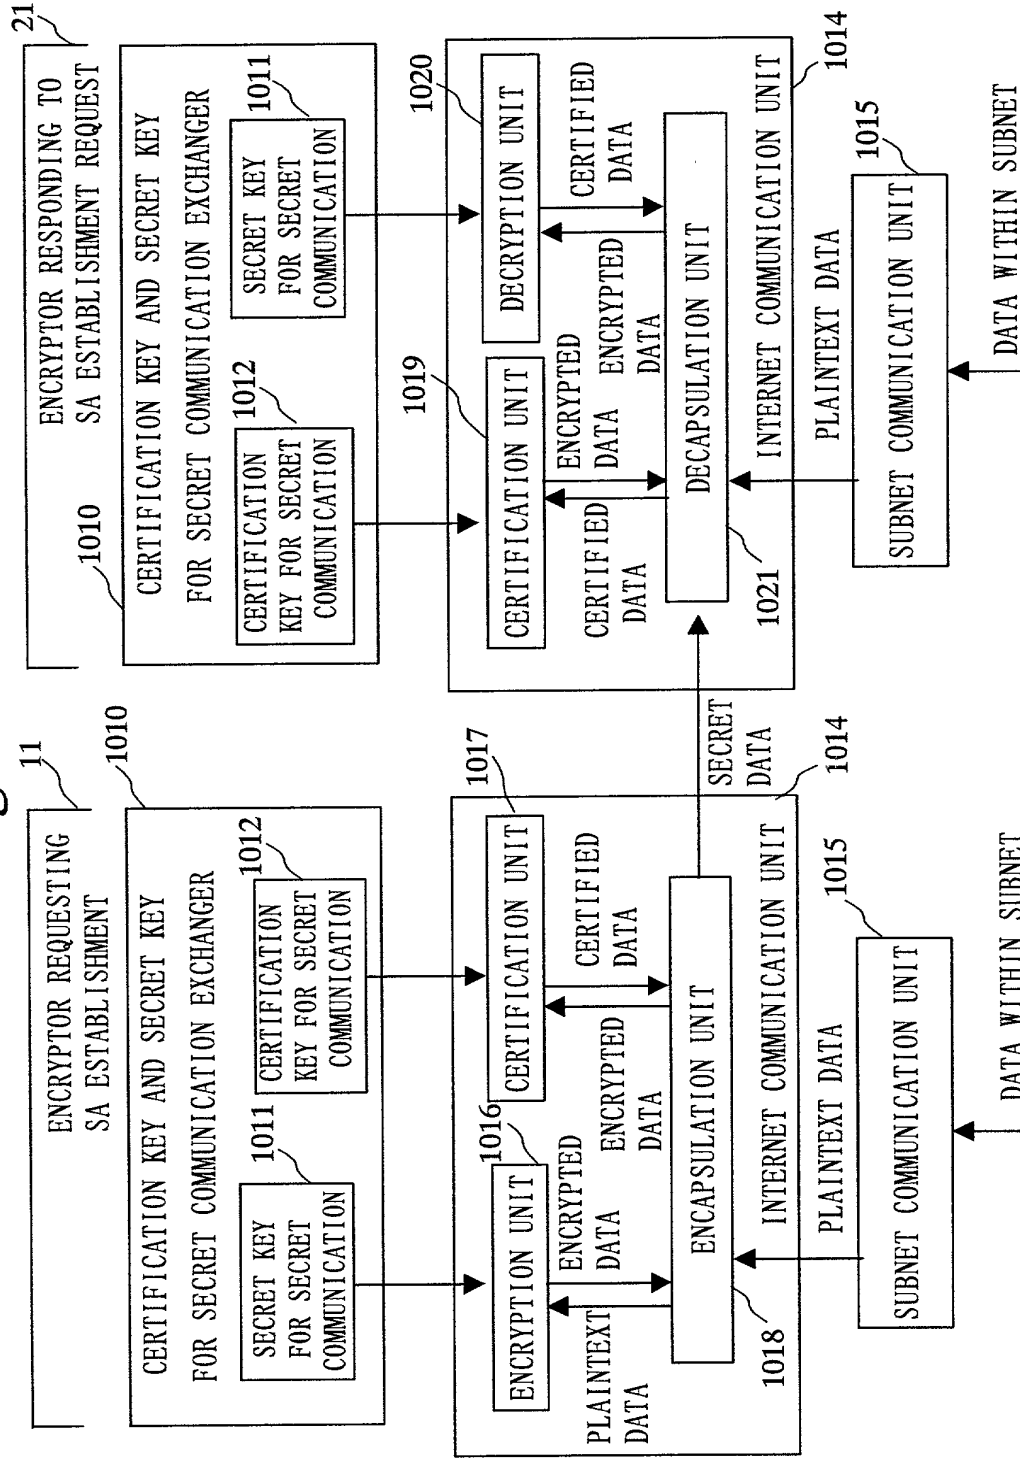 11
ENCRYPTOR REQUESTING
SA ESTABLISHMENT
1010
CERTIFICATION KEY AND SECRET KEY
FOR SECRET COMMUNICATION EXCHANGER
1011
SECRET KEY
FOR SECRET
COMMUNICATION
1012
CERTIFICATION
KEY FOR SECRET
COMMUNICATION
1016
ENCRYPTION UNIT
1017
CERTIFICATION UNIT
PLAINTEXT
DATA
ENCRYPTED
DATA
ENCRYPTED
DATA
CERTIFIED
DATA
ENCAPSULATION UNIT
1018
INTERNET COMMUNICATION UNIT
1014
SECRET
DATA
PLAINTEXT DATA
1015
SUBNET COMMUNICATION UNIT
DATA WITHIN SUBNET
21
ENCRYPTOR RESPONDING TO
SA ESTABLISHMENT REQUEST
1010
CERTIFICATION KEY AND SECRET KEY
FOR SECRET COMMUNICATION EXCHANGER
1012
CERTIFICATION
KEY FOR SECRET
COMMUNICATION
1011
SECRET KEY
FOR SECRET
COMMUNICATION
1019
CERTIFICATION UNIT
1020
DECRYPTION UNIT
CERTIFIED
DATA
ENCRYPTED
DATA
ENCRYPTED
DATA
CERTIFIED
DATA
DECAPSULATION UNIT
1021
INTERNET COMMUNICATION UNIT
1014
PLAINTEXT DATA
1015
SUBNET COMMUNICATION UNIT
DATA WITHIN SUBNET